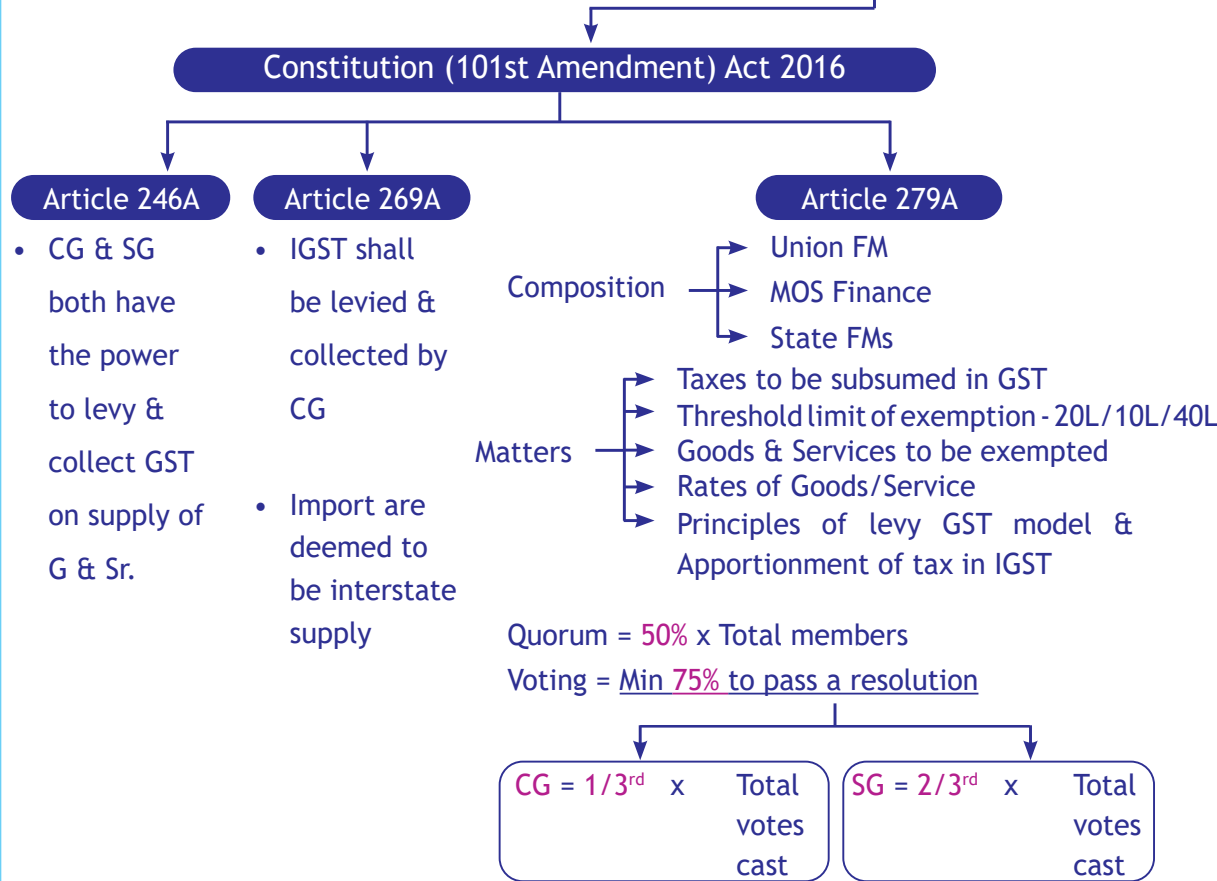 Constitution (101st Amendment) Act 2016
Article 246A
• CG & SG
both have
the power
to levy &
collect GST
on supply of
G & Sr.
Article 269A
• IGST shall
be levied &
collected by
CG
• Import are
deemed to
be interstate
supply
Article 279A
Composition
Union FM
MOS Finance
State FMs
Matters
Taxes to be subsumed in GST
Threshold limit of exemption - 20L/10L/40L
Goods & Services to be exempted
Rates of Goods/Service
Principles of levy GST model &
Apportionment of tax in IGST
Quorum = 50% x Total members
Voting = Min 75% to pass a resolution
CG = 1/3rd x Total
votes
cast
SG = 2/3rd x Total
votes
cast